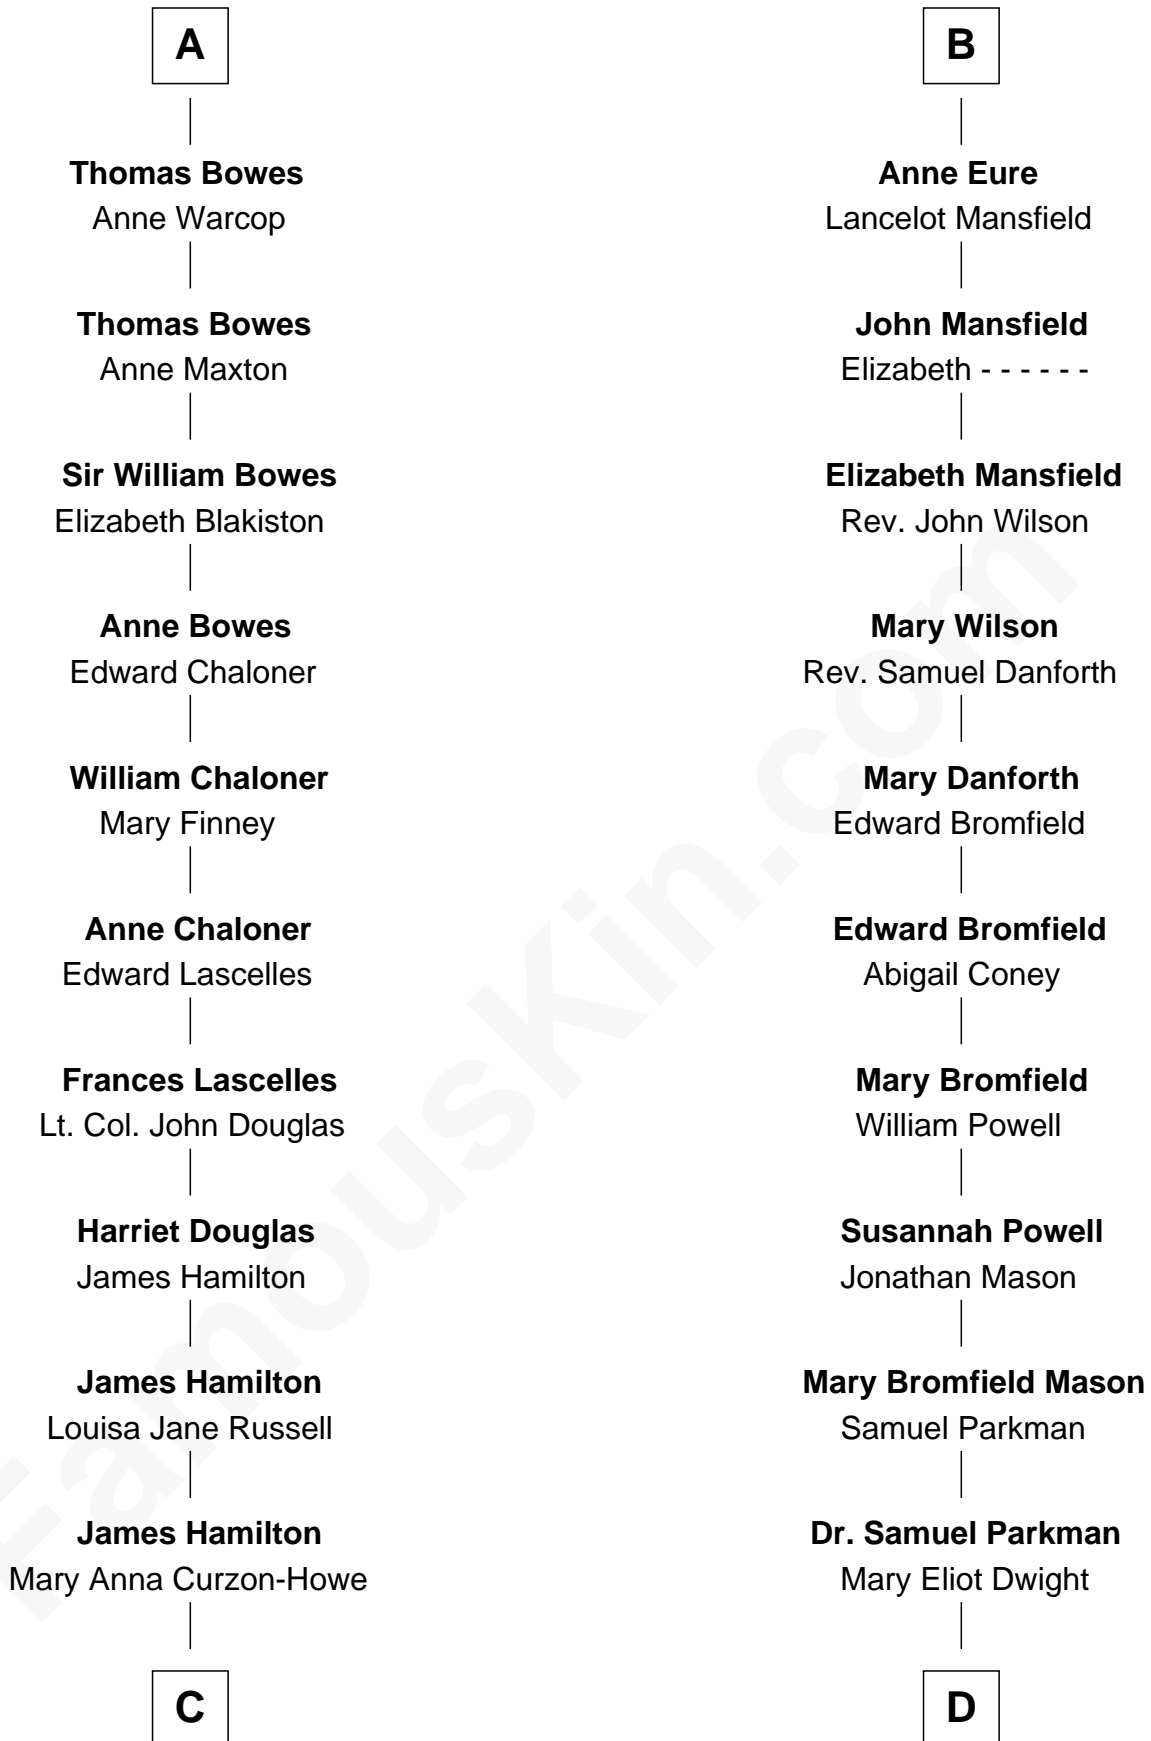 A
Thomas Bowes
Anne Warcop
Thomas Bowes
Anne Maxton
Sir William Bowes
Elizabeth Blakiston
Anne Bowes
Edward Chaloner
William Chaloner
Mary Finney
Anne Chaloner
Edward Lascelles
Frances Lascelles
Lt. Col. John Douglas
Harriet Douglas
James Hamilton
James Hamilton
Louisa Jane Russell
James Hamilton
Mary Anna Curzon-Howe
C
B
Anne Eure
Lancelot Mansfield
John Mansfield
Elizabeth - - - - - -
Elizabeth Mansfield
Rev. John Wilson
Mary Wilson
Rev. Samuel Danforth
Mary Danforth
Edward Bromfield
Edward Bromfield
Abigail Coney
Mary Bromfield
William Powell
Susannah Powell
Jonathan Mason
Mary Bromfield Mason
Samuel Parkman
Dr. Samuel Parkman
Mary Eliot Dwight
D
FamousKin.com